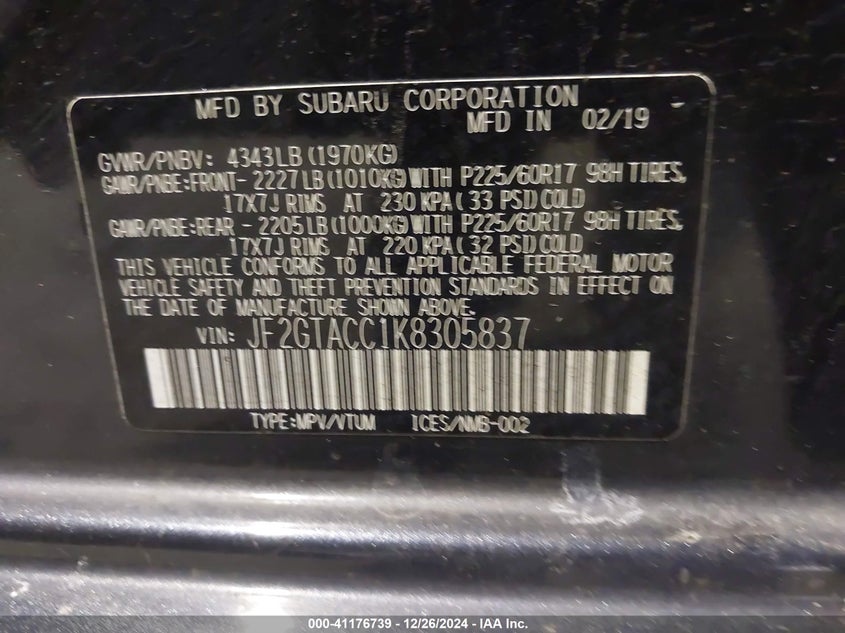 MFD BY SUBARU CORPORATION
MFD IN 02/19
GVWR/PNBV: 4343LB (1970KG)
GAWR/PNBE:FRONT- 2227LB (1010KG) WITH P225/60R17 98H TIRES,
17X7J RIMS AT 230 KPA ( 33 PSI) COLD
GAWR/PNBE:REAR - 2205LB (1000KG) WITH P225/60R17 98H TIRES,
17X7J RIMS AT 220 KPA ( 32 PSI) COLD
THIS VEHICLE CONFORMS TO ALL APPLICABLE FEDERAL MOTOR
VEHICLE SAFETY AND THEFT PREVENTION STANDARDS IN EFFECT ON
THE DATE OF MANUFACTURE SHOWN ABOVE.
VIN: JF2GTACC1K8305837
TYPE:MPV/VTUM ICES/NMB-002
000-41176739 - 12/26/2024 - IAA Inc.